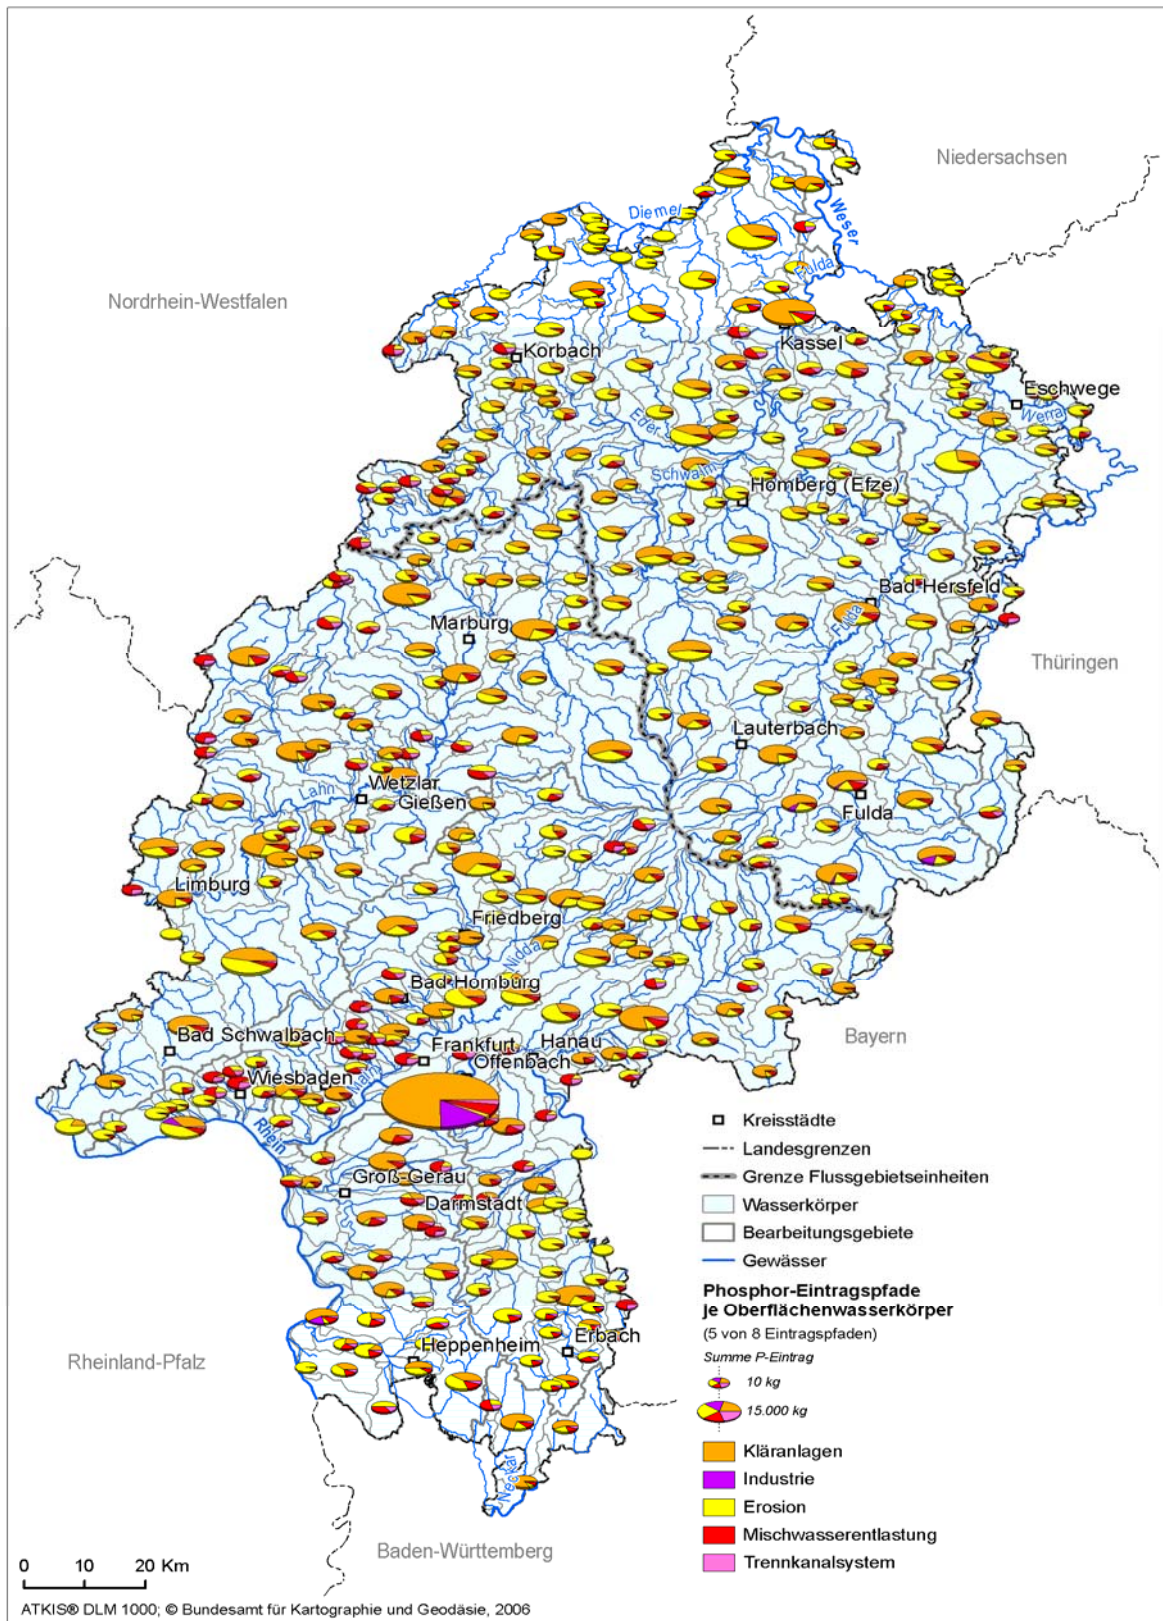 Niedersachsen
Diemel
Weser
Fulda
Nordrhein-Westfalen
Kassel
Korbach
Eschwege
Werra
Eder
Schwalm
Homberg (Efze)
Bad Hersfeld
Fulda
Marburg
Thüringen
Lauterbach
Wetzlar
Lahn
Gießen
Fulda
Limburg
Friedberg
Nidda
Bad Homburg
Bad Schwalbach
Bayern
Frankfurt
Hanau
Offenbach
Main
Wiesbaden
Rhein
Groß-Gerau
Darmstadt
Erbach
Heppenheim
Rheinland-Pfalz
Neckar
Baden-Württemberg
Kreisstädte
Landesgrenzen
Grenze Flussgebietseinheiten
Wasserkörper
Bearbeitungsgebiete
Gewässer
Phosphor-Eintragspfade
je Oberflächenwasserkörper
(5 von 8 Eintragspfaden)
Summe P-Eintrag
10 kg
15.000 kg
Kläranlagen
Industrie
Erosion
Mischwasserentlastung
Trennkanalsystem
0 10 20 Km
ATKIS® DLM 1000; © Bundesamt für Kartographie und Geodäsie, 2006